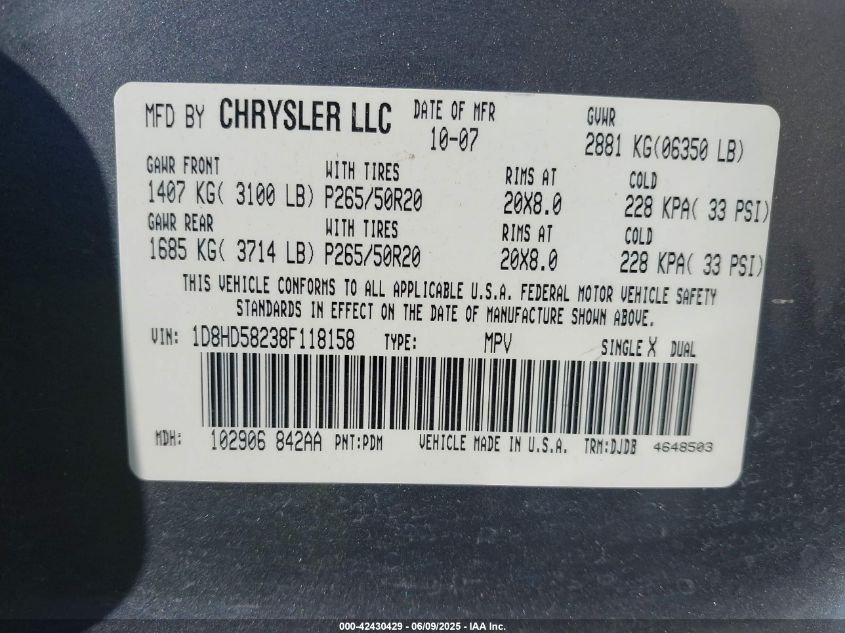 MFD BY CHRYSLER LLC DATE OF MFR GVWR
10-07 2881 KG(06350 LB)
GAWR FRONT WITH TIRES RIMS AT COLD
1407 KG( 3100 LB) P265/50R20 20X8.0 228 KPA( 33 PSI)
GAWR REAR WITH TIRES RIMS AT COLD
1685 KG( 3714 LB) P265/50R20 20X8.0 228 KPA( 33 PSI)
THIS VEHICLE CONFORMS TO ALL APPLICABLE U.S.A. FEDERAL MOTOR VEHICLE SAFETY
STANDARDS IN EFFECT ON THE DATE OF MANUFACTURE SHOWN ABOVE.
VIN: 1D8HD58238F118158 TYPE: MPV SINGLE X DUAL
MDH: 102906 842AA PNT:PDM VEHICLE MADE IN U.S.A. TRM:DJDB 4648503
000-42430429 - 06/09/2025 - IAA Inc.